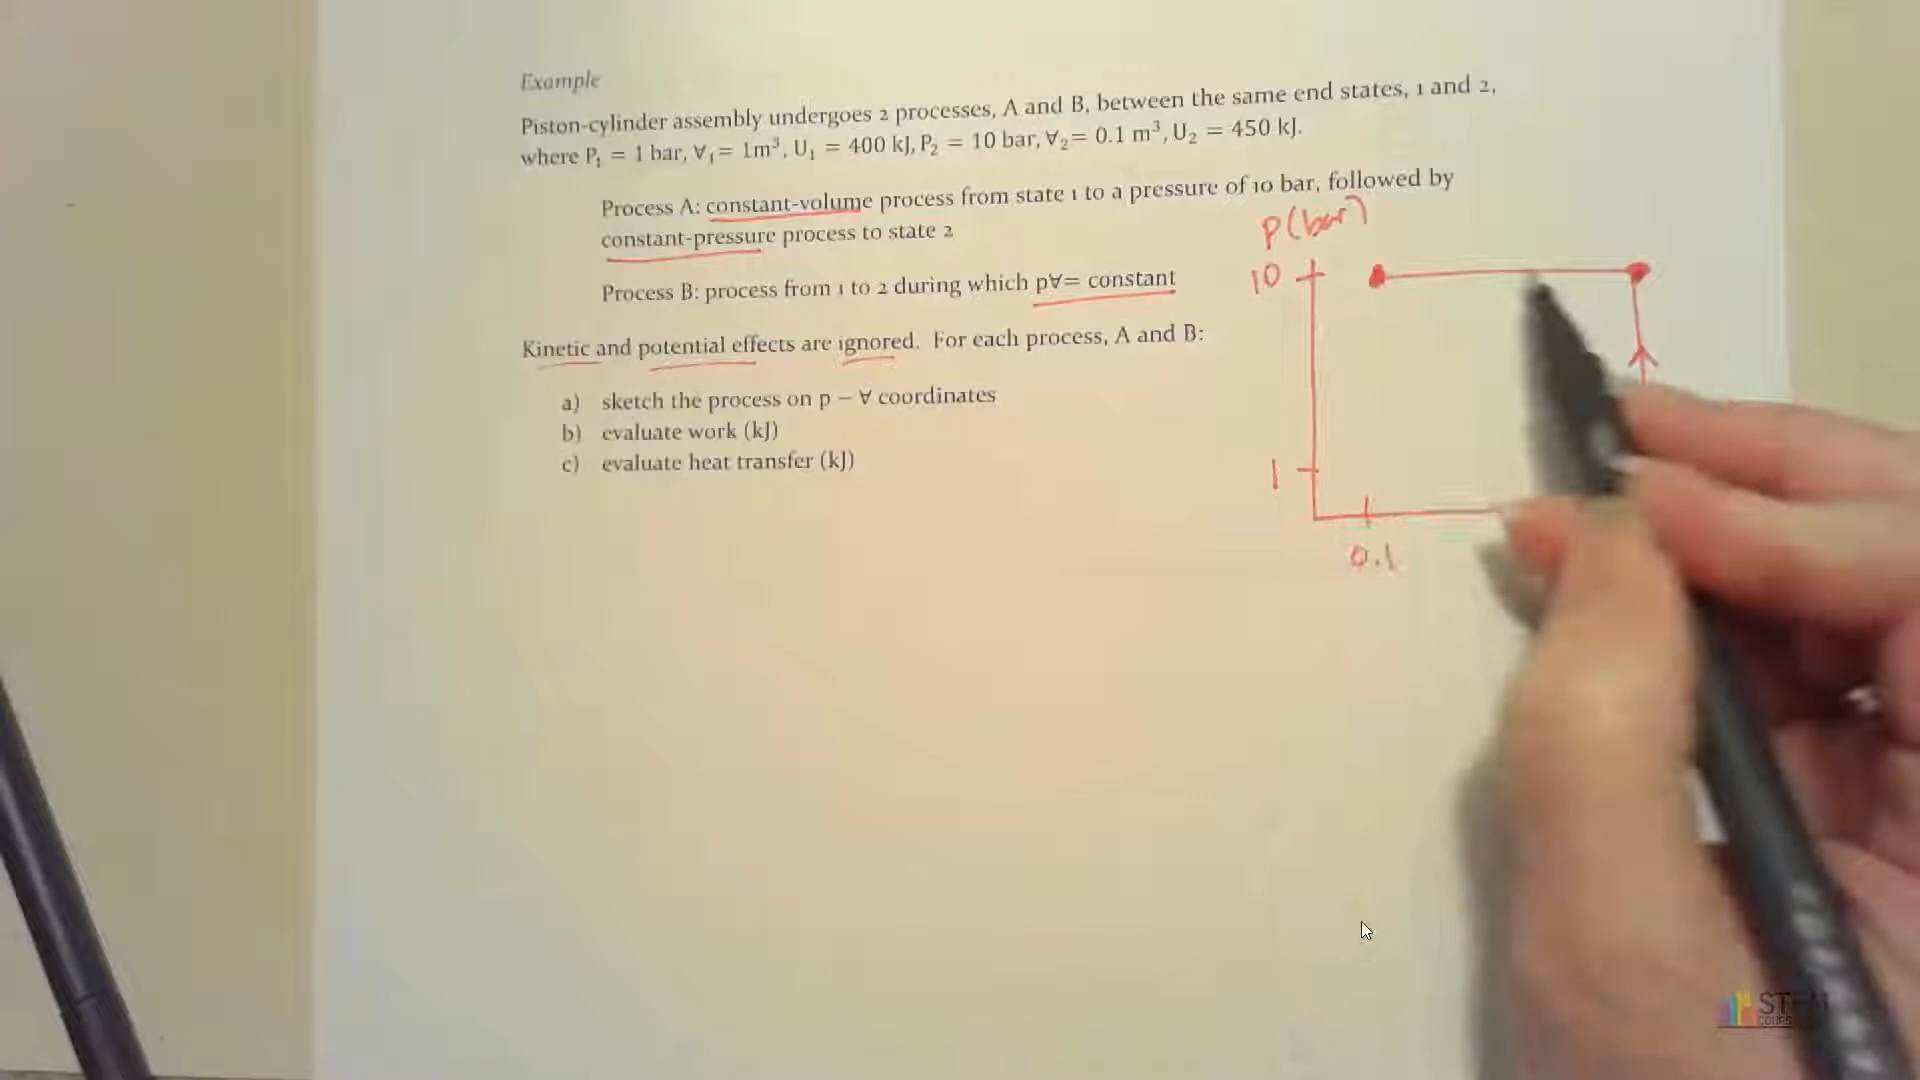 Example
Piston-cylinder assembly undergoes 2 processes, A and B, between the same end states, 1 and 2,
where P₁ = 1 bar, ∀₁= 1m³, U₁ = 400 kJ, P₂ = 10 bar, ∀₂= 0.1 m³, U₂ = 450 kJ.
Process A: constant-volume process from state 1 to a pressure of 10 bar, followed by
constant-pressure process to state 2
Process B: process from 1 to 2 during which p∀= constant
Kinetic and potential effects are ignored. For each process, A and B:
a) sketch the process on p – ∀ coordinates
b) evaluate work (kJ)
c) evaluate heat transfer (kJ)
P(bar)
10
1
0.1